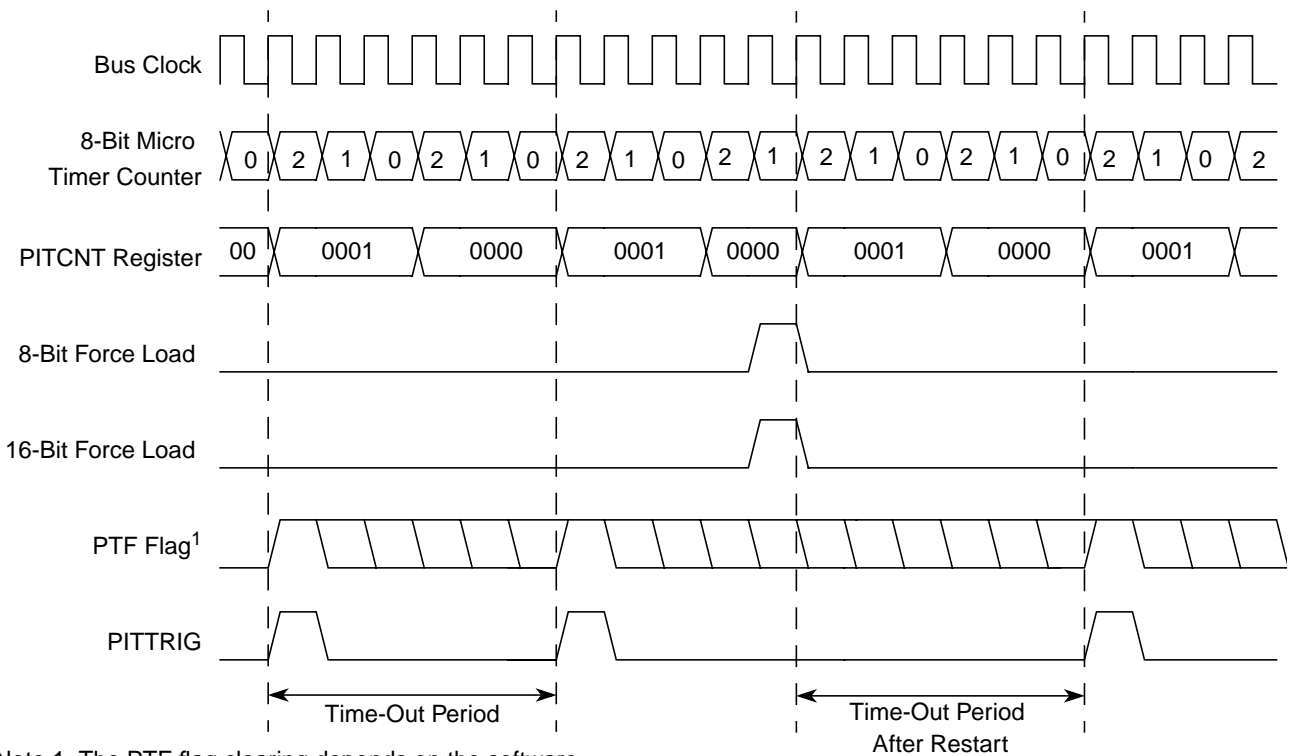 Bus Clock
8-Bit Micro
Timer Counter
0 2 1 0 2 1 0 2 1 0 2 1 2 1 0 2 1 0 2 1 0 2
PITCNT Register
00 0001 0000 0001 0000 0001 0000 0001
8-Bit Force Load
16-Bit Force Load
PTF Flag1
PITTRIG
Time-Out Period
Time-Out Period
After Restart
Note 1. The PTF flag clearing depends on the software